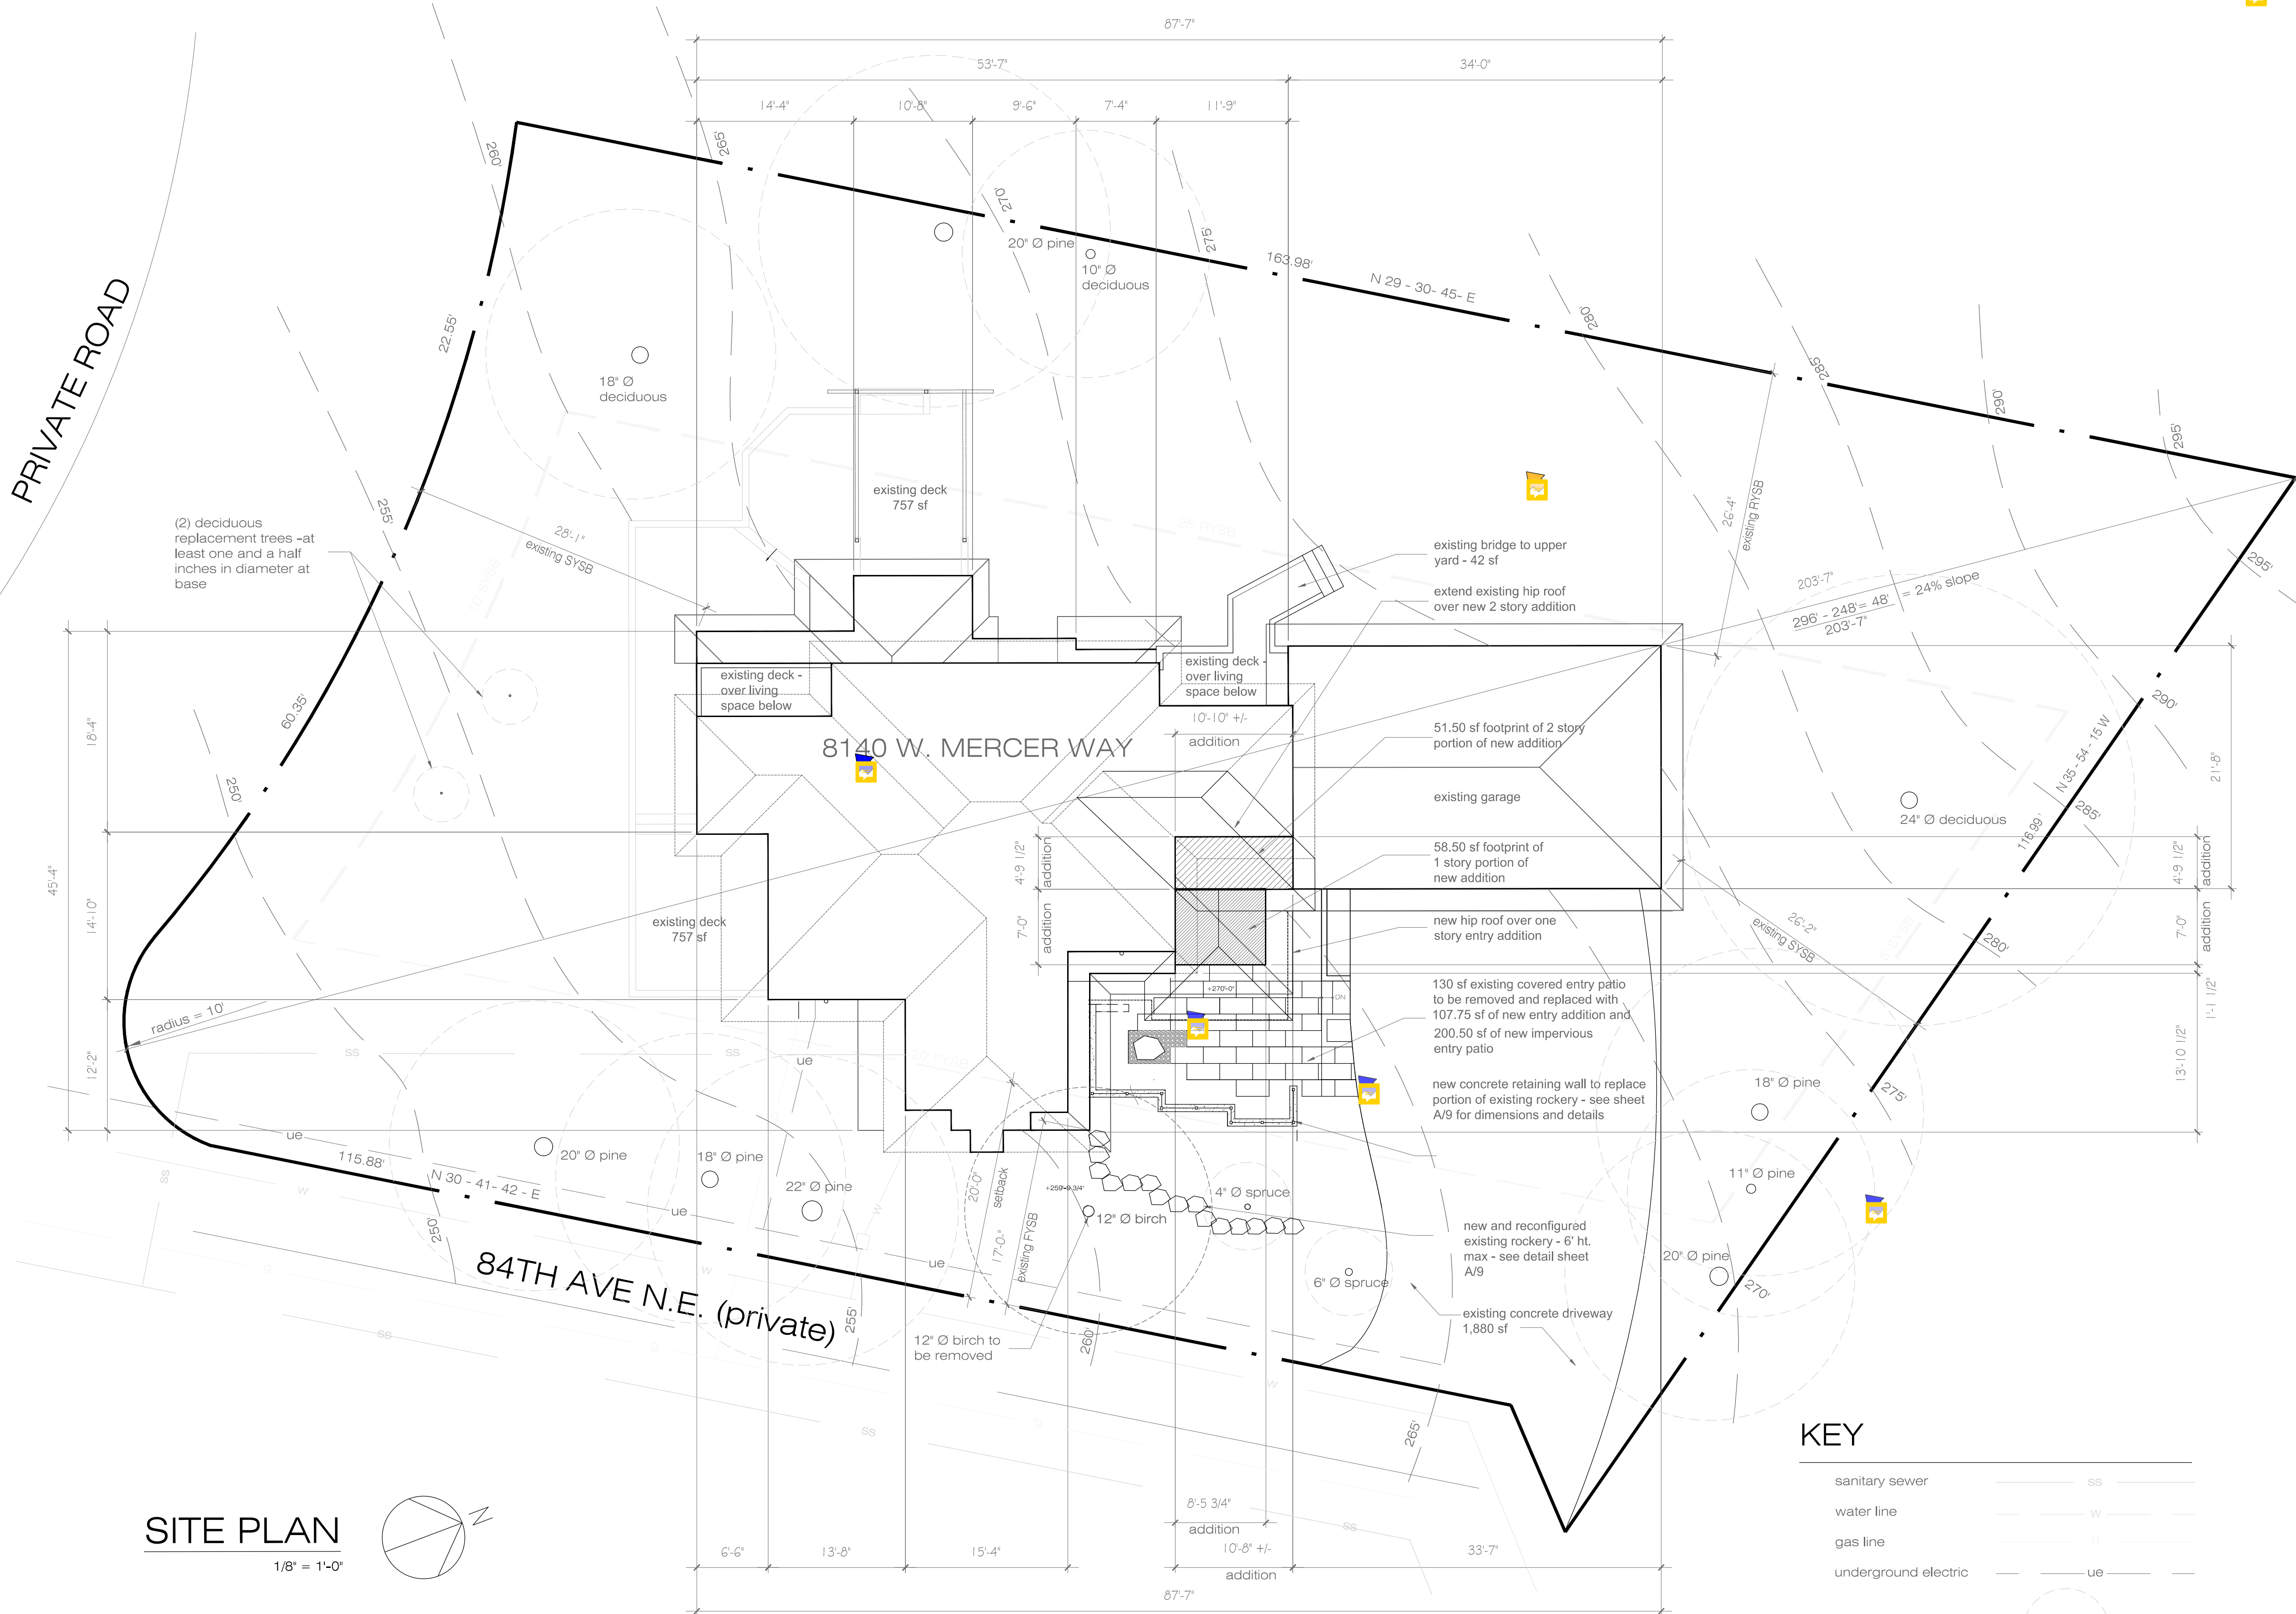 87'-7"
53'-7"
34'-0"
14'-4"
10'-8"
9'-6"
7'-4"
11'-9"
260'
265'
270'
275'
20" Ø pine
10" Ø
deciduous
163.98'
N 29 - 30- 45- E
280'
285'
290'
295'
PRIVATE ROAD
22.55'
18" Ø
deciduous
255'
(2) deciduous
replacement trees -at
least one and a half
inches in diameter at
base
28'-1"
existing SYSB
10' SYSB
existing deck
757 sf
25' RYSB
26'-4"
existing RYSB
existing bridge to upper
yard - 42 sf
extend existing hip roof
over new 2 story addition
203'-7"
296' - 248'= 48'
203'-7"
= 24% slope
295'
existing deck -
over living
space below
existing deck -
over living
space below
10'-10" +/-
addition
8140 W. MERCER WAY
51.50 sf footprint of 2 story
portion of new addition
existing garage
58.50 sf footprint of
1 story portion of
new addition
290'
N 35 - 54 - 15 W
116.99'
285'
24" Ø deciduous
21'-8"
60.35'
250'
18'-4"
45'-4"
14'-10"
12'-2"
4'-9 1/2"
addition
7'-0"
addition
4'-9 1/2"
addition
7'-0"
addition
1'-1 1/2"
13'-10 1/2"
existing deck
757 sf
new hip roof over one
story entry addition
26'-2"
existing SYSB
280'
130 sf existing covered entry patio
to be removed and replaced with
107.75 sf of new entry addition and
200.50 sf of new impervious
entry patio
+270'-0"
DN
radius = 10'
ss
ss
ue
new concrete retaining wall to replace
portion of existing rockery - see sheet
A/9 for dimensions and details
18" Ø pine
275'
ue
115.88'
N 30 - 41- 42 - E
20" Ø pine
18" Ø pine
22" Ø pine
ss
w
w
w
ue
ue
20'-0"
setback
17'-0-"
existing FYSB
+259'-9 3/4"
12" Ø birch
4" Ø spruce
6" Ø spruce
11" Ø pine
20" Ø pine
270'
new and reconfigured
existing rockery - 6' ht.
max - see detail sheet
A/9
existing concrete driveway
1,880 sf
250'
84TH AVE N.E. (private)
255'
12" Ø birch to
be removed
260'
265'
ss
ss
w
ss
KEY
sanitary sewer
ss
water line
w
gas line
underground electric
ue
SITE PLAN
1/8" = 1'-0"
N
8'-5 3/4"
addition
6'-6"
13'-8"
15'-4"
10'-8" +/-
addition
33'-7"
87'-7"